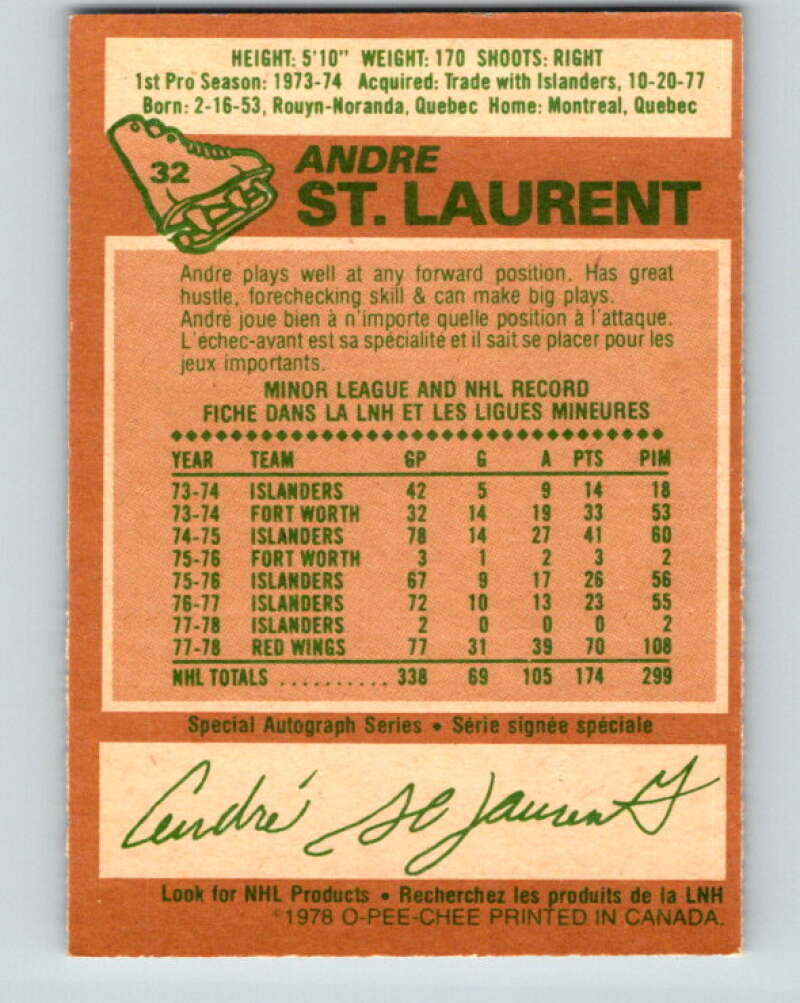 HEIGHT: 5'10" WEIGHT: 170 SHOOTS: RIGHT
1st Pro Season: 1973-74 Acquired: Trade with Islanders, 10-20-77
Born: 2-16-53, Rouyn-Noranda, Quebec Home: Montreal, Quebec
32
ANDRE
ST. LAURENT
Andre plays well at any forward position. Has great
hustle, forechecking skill & can make big plays.
André joue bien à n'importe quelle position à l'attaque.
L'échec-avant est sa spécialité et il sait se placer pour les
jeux importants.
MINOR LEAGUE AND NHL RECORD
FICHE DANS LA LNH ET LES LIGUES MINEURES
YEAR TEAM GP G A PTS PIM
73-74 ISLANDERS 42 5 9 14 18
73-74 FORT WORTH 32 14 19 33 53
74-75 ISLANDERS 78 14 27 41 60
75-76 FORT WORTH 3 1 2 3 2
75-76 ISLANDERS 67 9 17 26 56
76-77 ISLANDERS 72 10 13 23 55
77-78 ISLANDERS 2 0 0 0 2
77-78 RED WINGS 77 31 39 70 108
NHL TOTALS .......... 338 69 105 174 299
Special Autograph Series • Série signée spéciale
André St Laurent
Look for NHL Products • Recherchez les produits de la LNH
©1978 O-PEE-CHEE PRINTED IN CANADA.